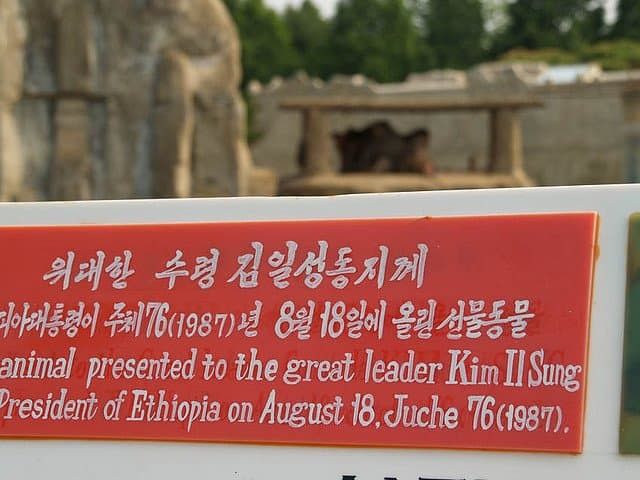 위대한 수령 김일성동지께
대통령이 주체76(1987)년 8월 18일에 올린 선물동물
animal presented to the great leader Kim Il Sung
President of Ethiopia on August 18, Juche 76(1987).